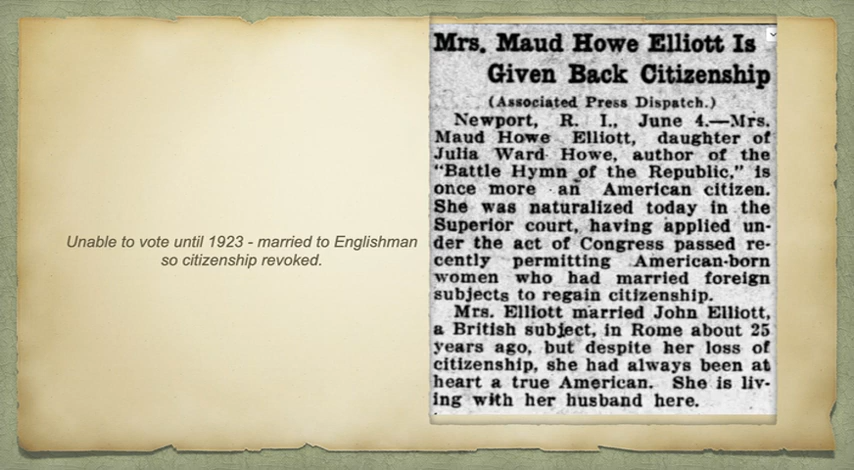 Unable to vote until 1923 - married to Englishman
so citizenship revoked.
Mrs. Maud Howe Elliott Is
Given Back Citizenship
(Associated Press Dispatch.)
Newport, R. I., June 4.—Mrs.
Maud Howe Elliott, daughter of
Julia Ward Howe, author of the
"Battle Hymn of the Republic," is
once more an American citizen.
She was naturalized today in the
Superior court, having applied un-
der the act of Congress passed re-
cently permitting American-born
women who had married foreign
subjects to regain citizenship.
Mrs. Elliott married John Elliott,
a British subject, in Rome about 25
years ago, but despite her loss of
citizenship, she had always been at
heart a true American. She is liv-
ing with her husband here.